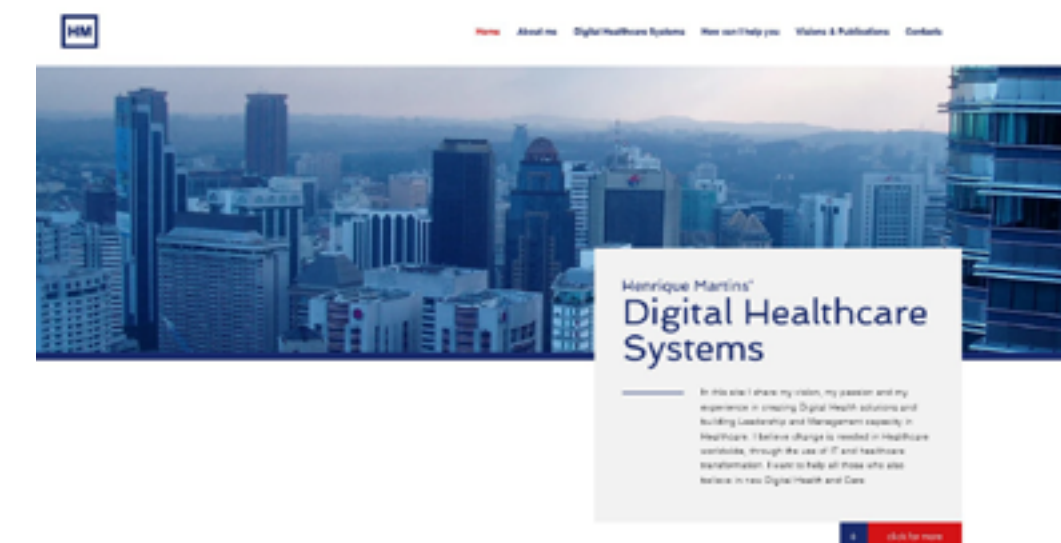 HM
Home About me Digital Healthcare Systems How can I help you Visions & Publications Contacts
Henrique Martins'
Digital Healthcare
Systems
In this site I share my vision, my passion and my
experience in creating Digital Health solutions and
building Leadership and Management capacity in
Healthcare. I believe change is needed in Healthcare
worldwide, through the use of IT and healthcare
transformation. I want to help all those who also
believe in new Digital Health and Care
click for more